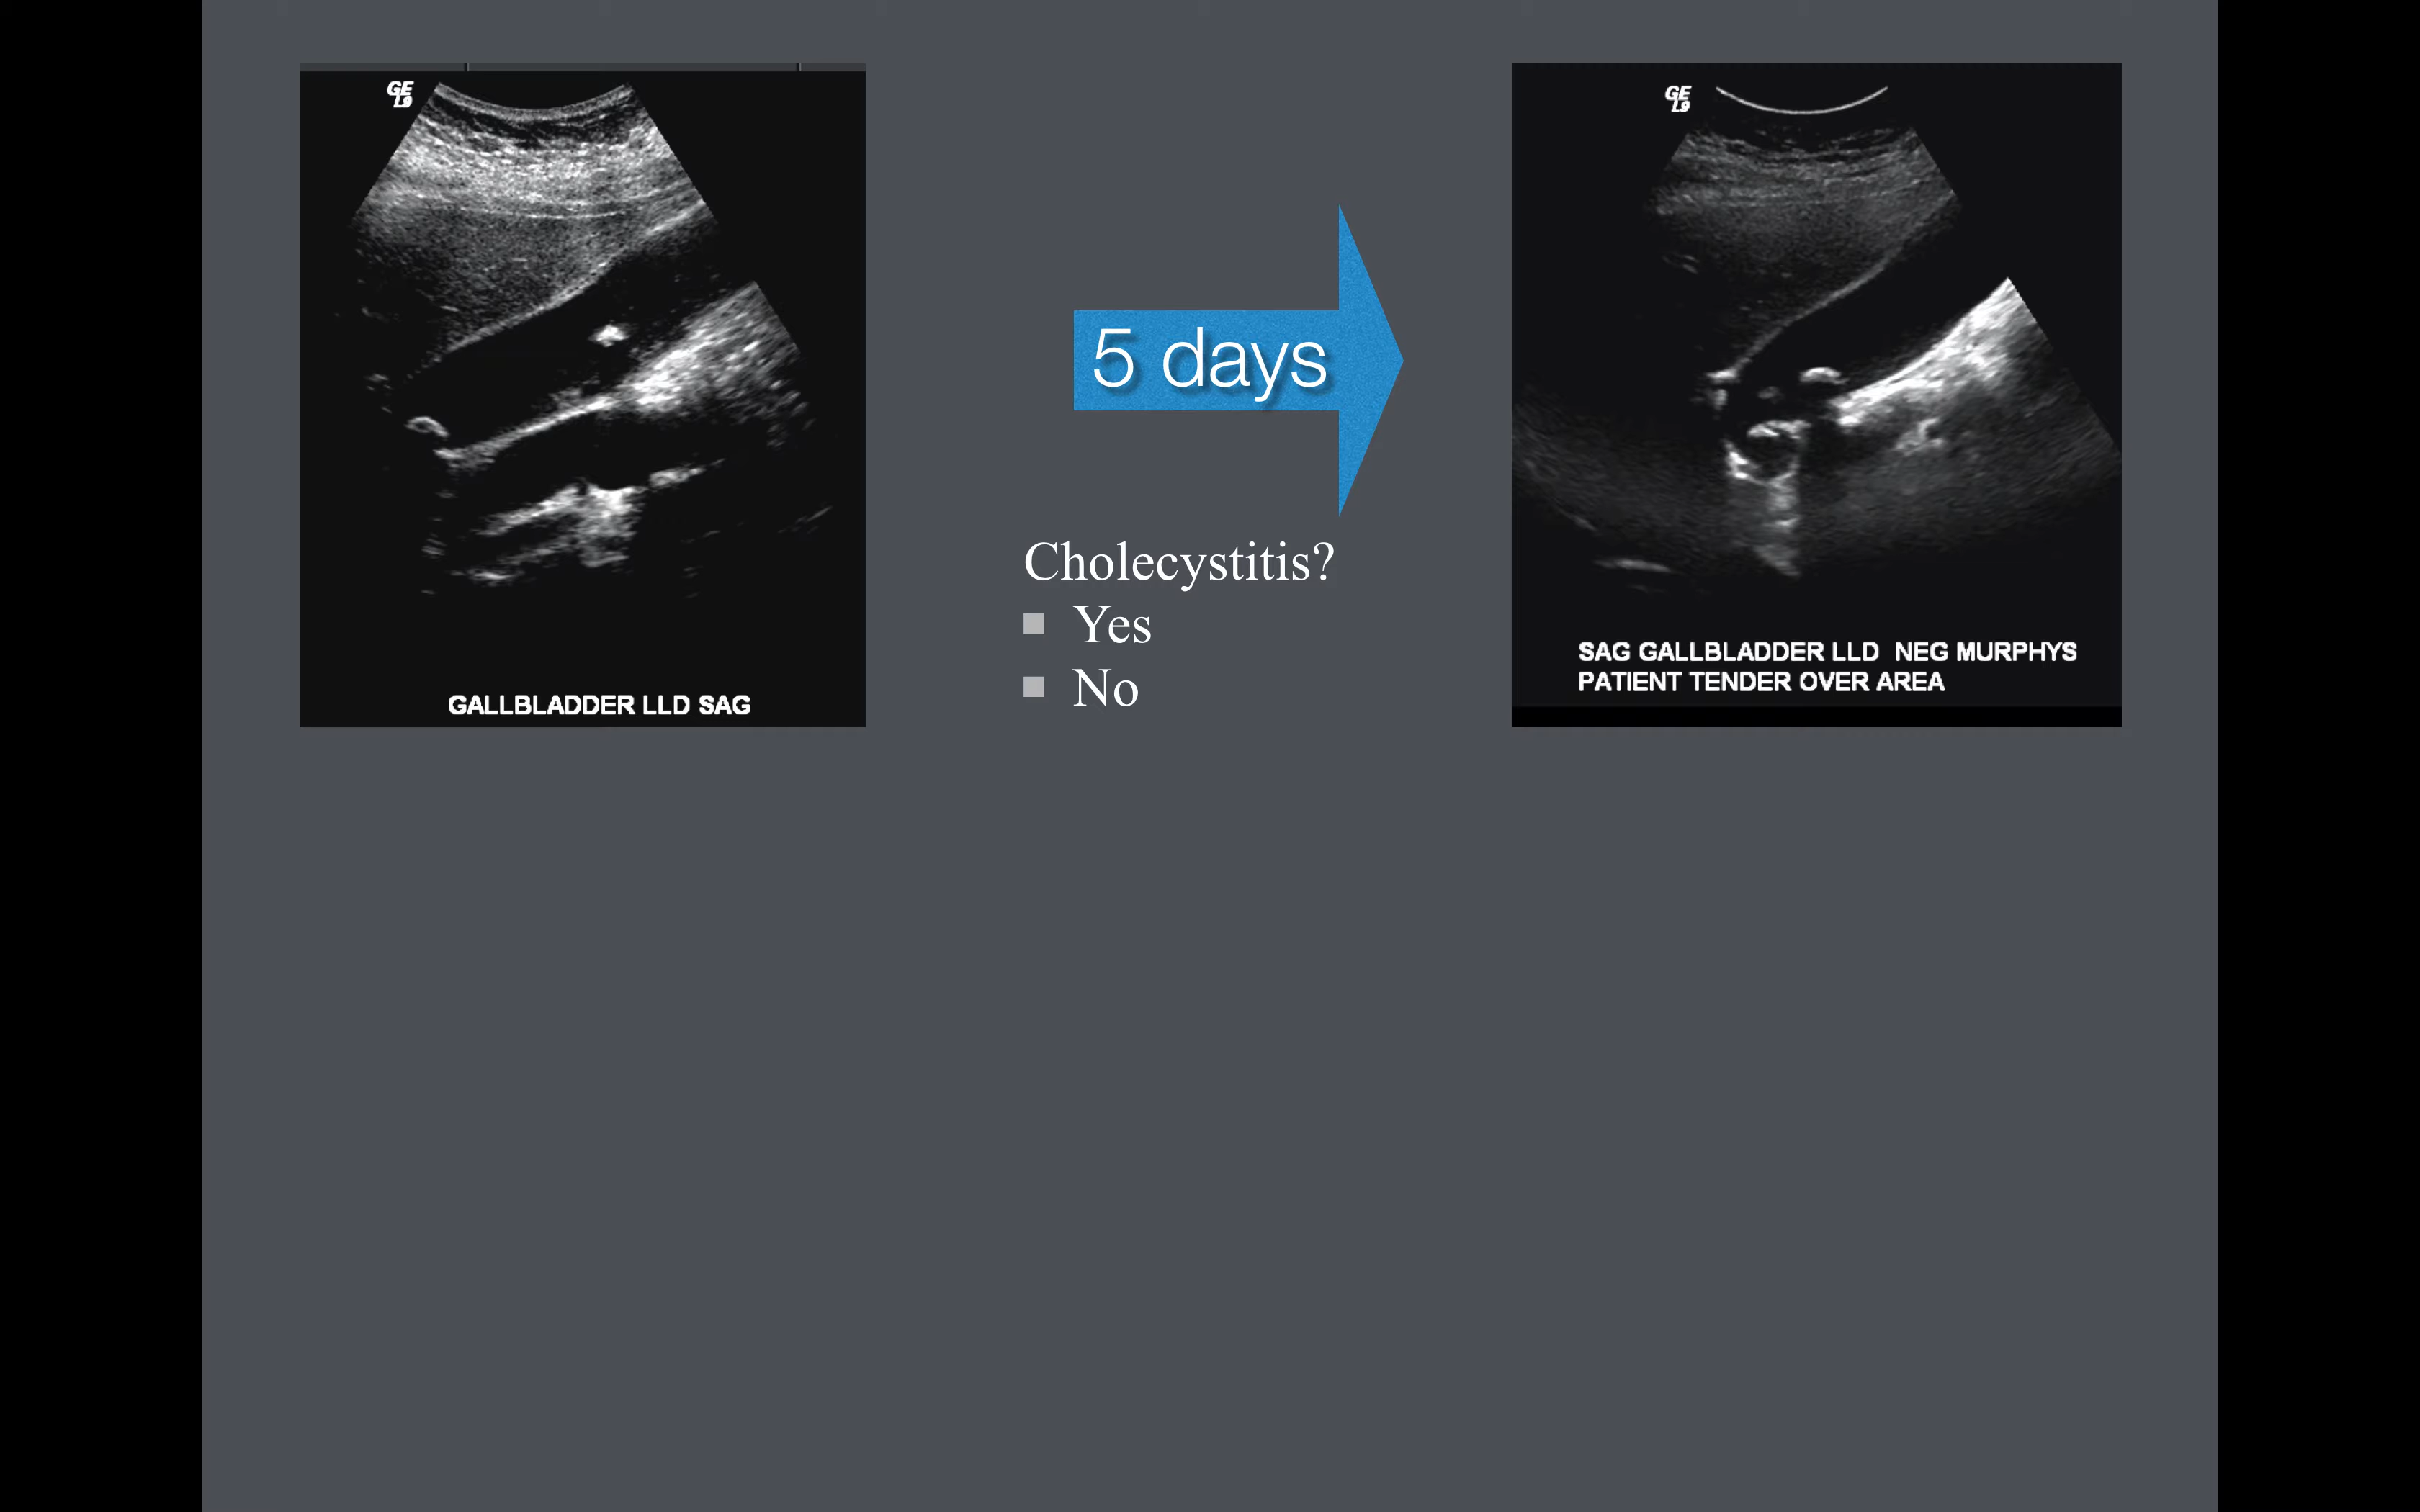 GE
L9
GALLBLADDER LLD SAG
5 days
Cholecystitis?
Yes
No
GE
L9
SAG GALLBLADDER LLD NEG MURPHYS
PATIENT TENDER OVER AREA